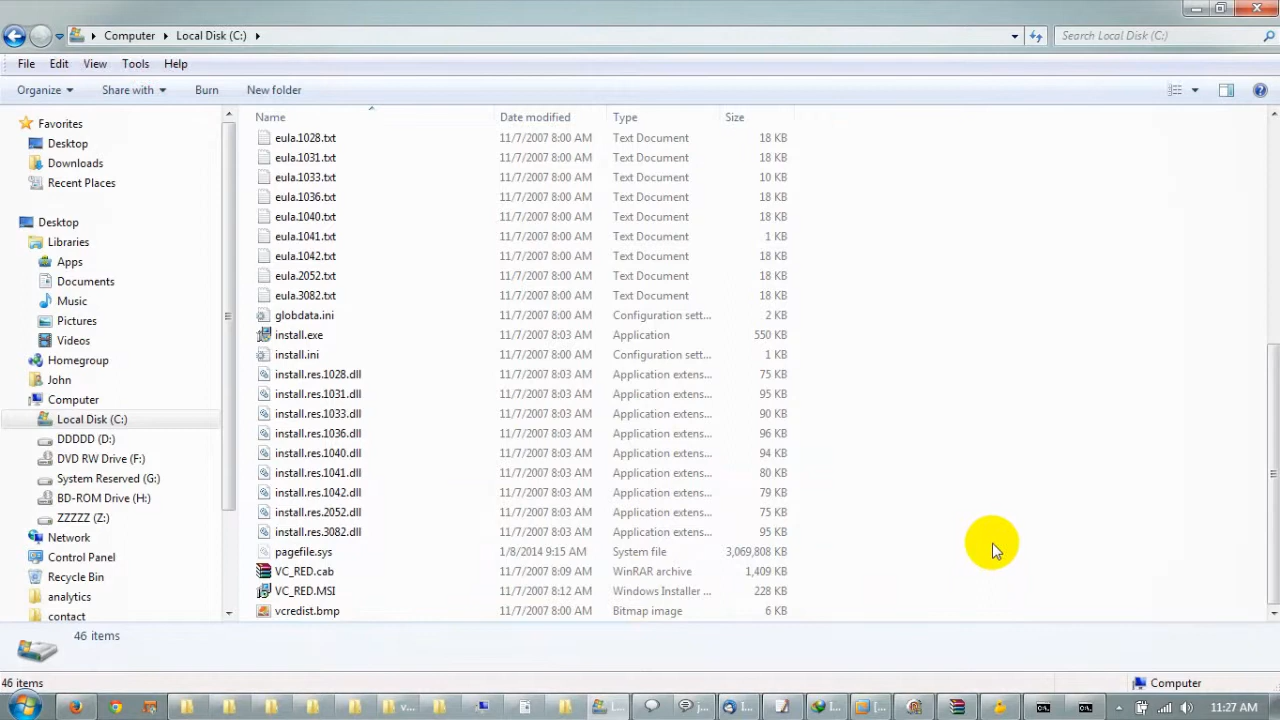 Computer Local Disk (C:) Search Local Disk (C:)
File Edit View Tools Help
Organize Share with Burn New folder
Favorites
Desktop
Downloads
Recent Places
Desktop
Libraries
Apps
Documents
Music
Pictures
Videos
Homegroup
John
Computer
Local Disk (C:)
DDDDD (D:)
DVD RW Drive (F:)
System Reserved (G:)
BD-ROM Drive (H:)
ZZZZZ (Z:)
Network
Control Panel
Recycle Bin
analytics
contact
Name Date modified Type Size
eula.1028.txt 11/7/2007 8:00 AM Text Document 18 KB
eula.1031.txt 11/7/2007 8:00 AM Text Document 18 KB
eula.1033.txt 11/7/2007 8:00 AM Text Document 10 KB
eula.1036.txt 11/7/2007 8:00 AM Text Document 18 KB
eula.1040.txt 11/7/2007 8:00 AM Text Document 18 KB
eula.1041.txt 11/7/2007 8:00 AM Text Document 1 KB
eula.1042.txt 11/7/2007 8:00 AM Text Document 18 KB
eula.2052.txt 11/7/2007 8:00 AM Text Document 18 KB
eula.3082.txt 11/7/2007 8:00 AM Text Document 18 KB
globdata.ini 11/7/2007 8:00 AM Configuration sett... 2 KB
install.exe 11/7/2007 8:03 AM Application 550 KB
install.ini 11/7/2007 8:00 AM Configuration sett... 1 KB
install.res.1028.dll 11/7/2007 8:03 AM Application extens... 75 KB
install.res.1031.dll 11/7/2007 8:03 AM Application extens... 95 KB
install.res.1033.dll 11/7/2007 8:03 AM Application extens... 90 KB
install.res.1036.dll 11/7/2007 8:03 AM Application extens... 96 KB
install.res.1040.dll 11/7/2007 8:03 AM Application extens... 94 KB
install.res.1041.dll 11/7/2007 8:03 AM Application extens... 80 KB
install.res.1042.dll 11/7/2007 8:03 AM Application extens... 79 KB
install.res.2052.dll 11/7/2007 8:03 AM Application extens... 75 KB
install.res.3082.dll 11/7/2007 8:03 AM Application extens... 95 KB
pagefile.sys 1/8/2014 9:15 AM System file 3,069,808 KB
VC_RED.cab 11/7/2007 8:09 AM WinRAR archive 1,409 KB
VC_RED.MSI 11/7/2007 8:12 AM Windows Installer ... 228 KB
vcredist.bmp 11/7/2007 8:00 AM Bitmap image 6 KB
46 items
46 items Computer
v... L... j... I... I... [... 11:27 AM